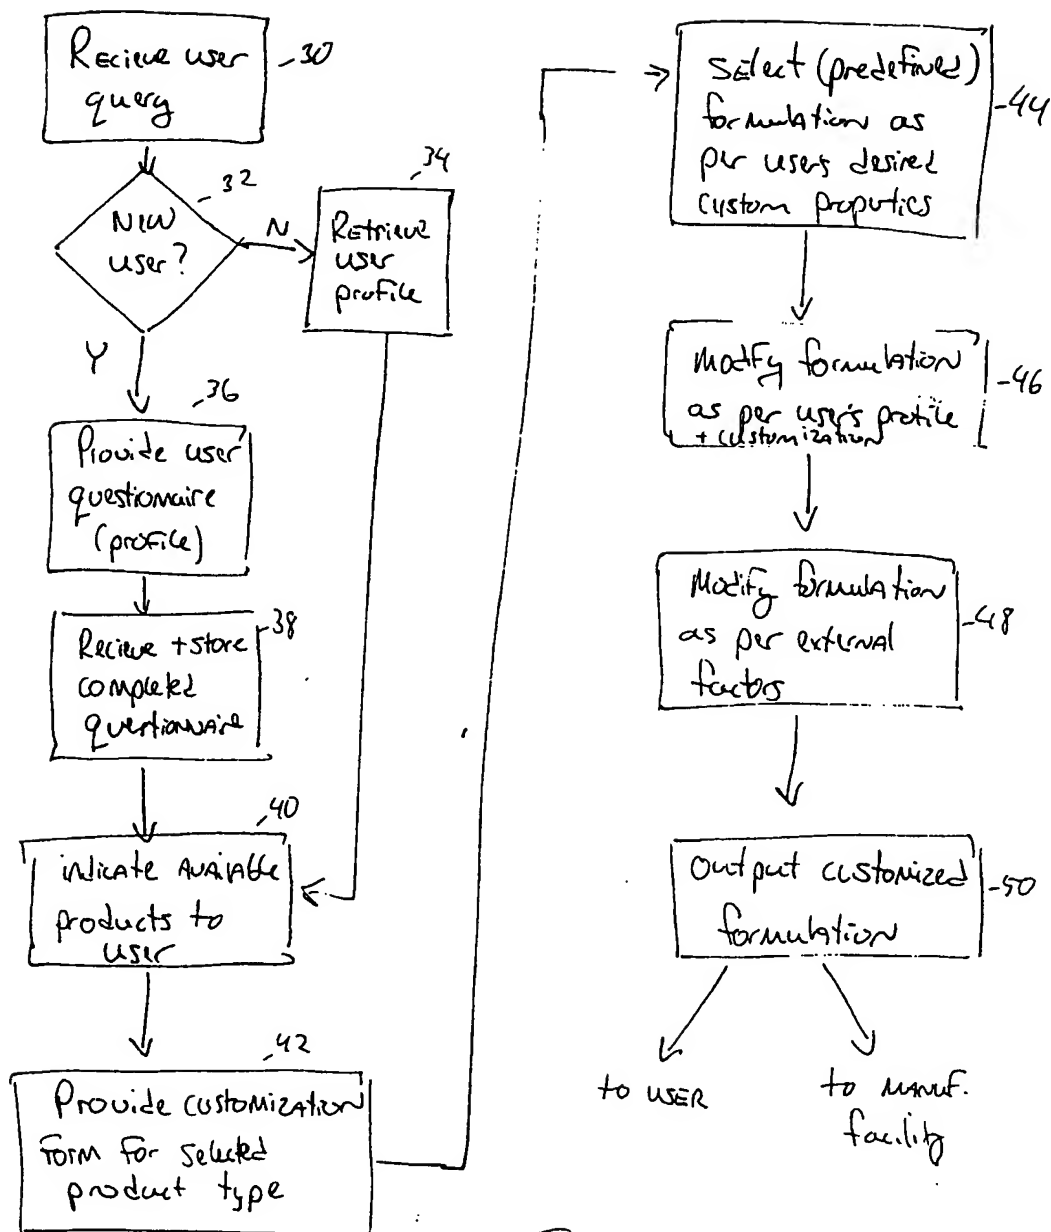 Recieve user
query
30
32
New
user?
N
34
Retrieve
user
profile
Y
36
Provide user
questionaire
(profile)
38
Recieve + store
completed
questionnaire
40
indicate Available
products to
user
42
Provide customization
form for selected
product type
44
Select (predefined)
formulation as
per users desired
custom properties
46
Modify formulation
as per user's profile
+ customization
48
Modify formulation
as per external
factors
50
Output customized
formulation
to USER
to MANUF.
facility